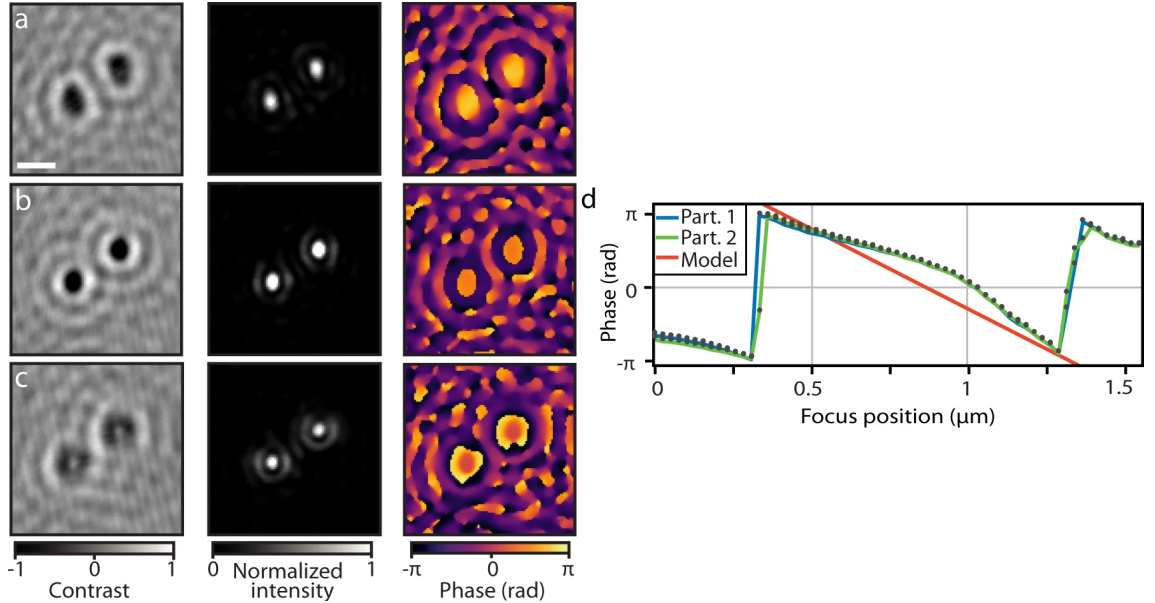 a
b
c
d
-1 0 1
Contrast
0 Normalized 1
intensity
-π 0 π
Phase (rad)
Part. 1
Part. 2
Model
π
0
-π
Phase (rad)
0 0.5 1 1.5
Focus position (μm)